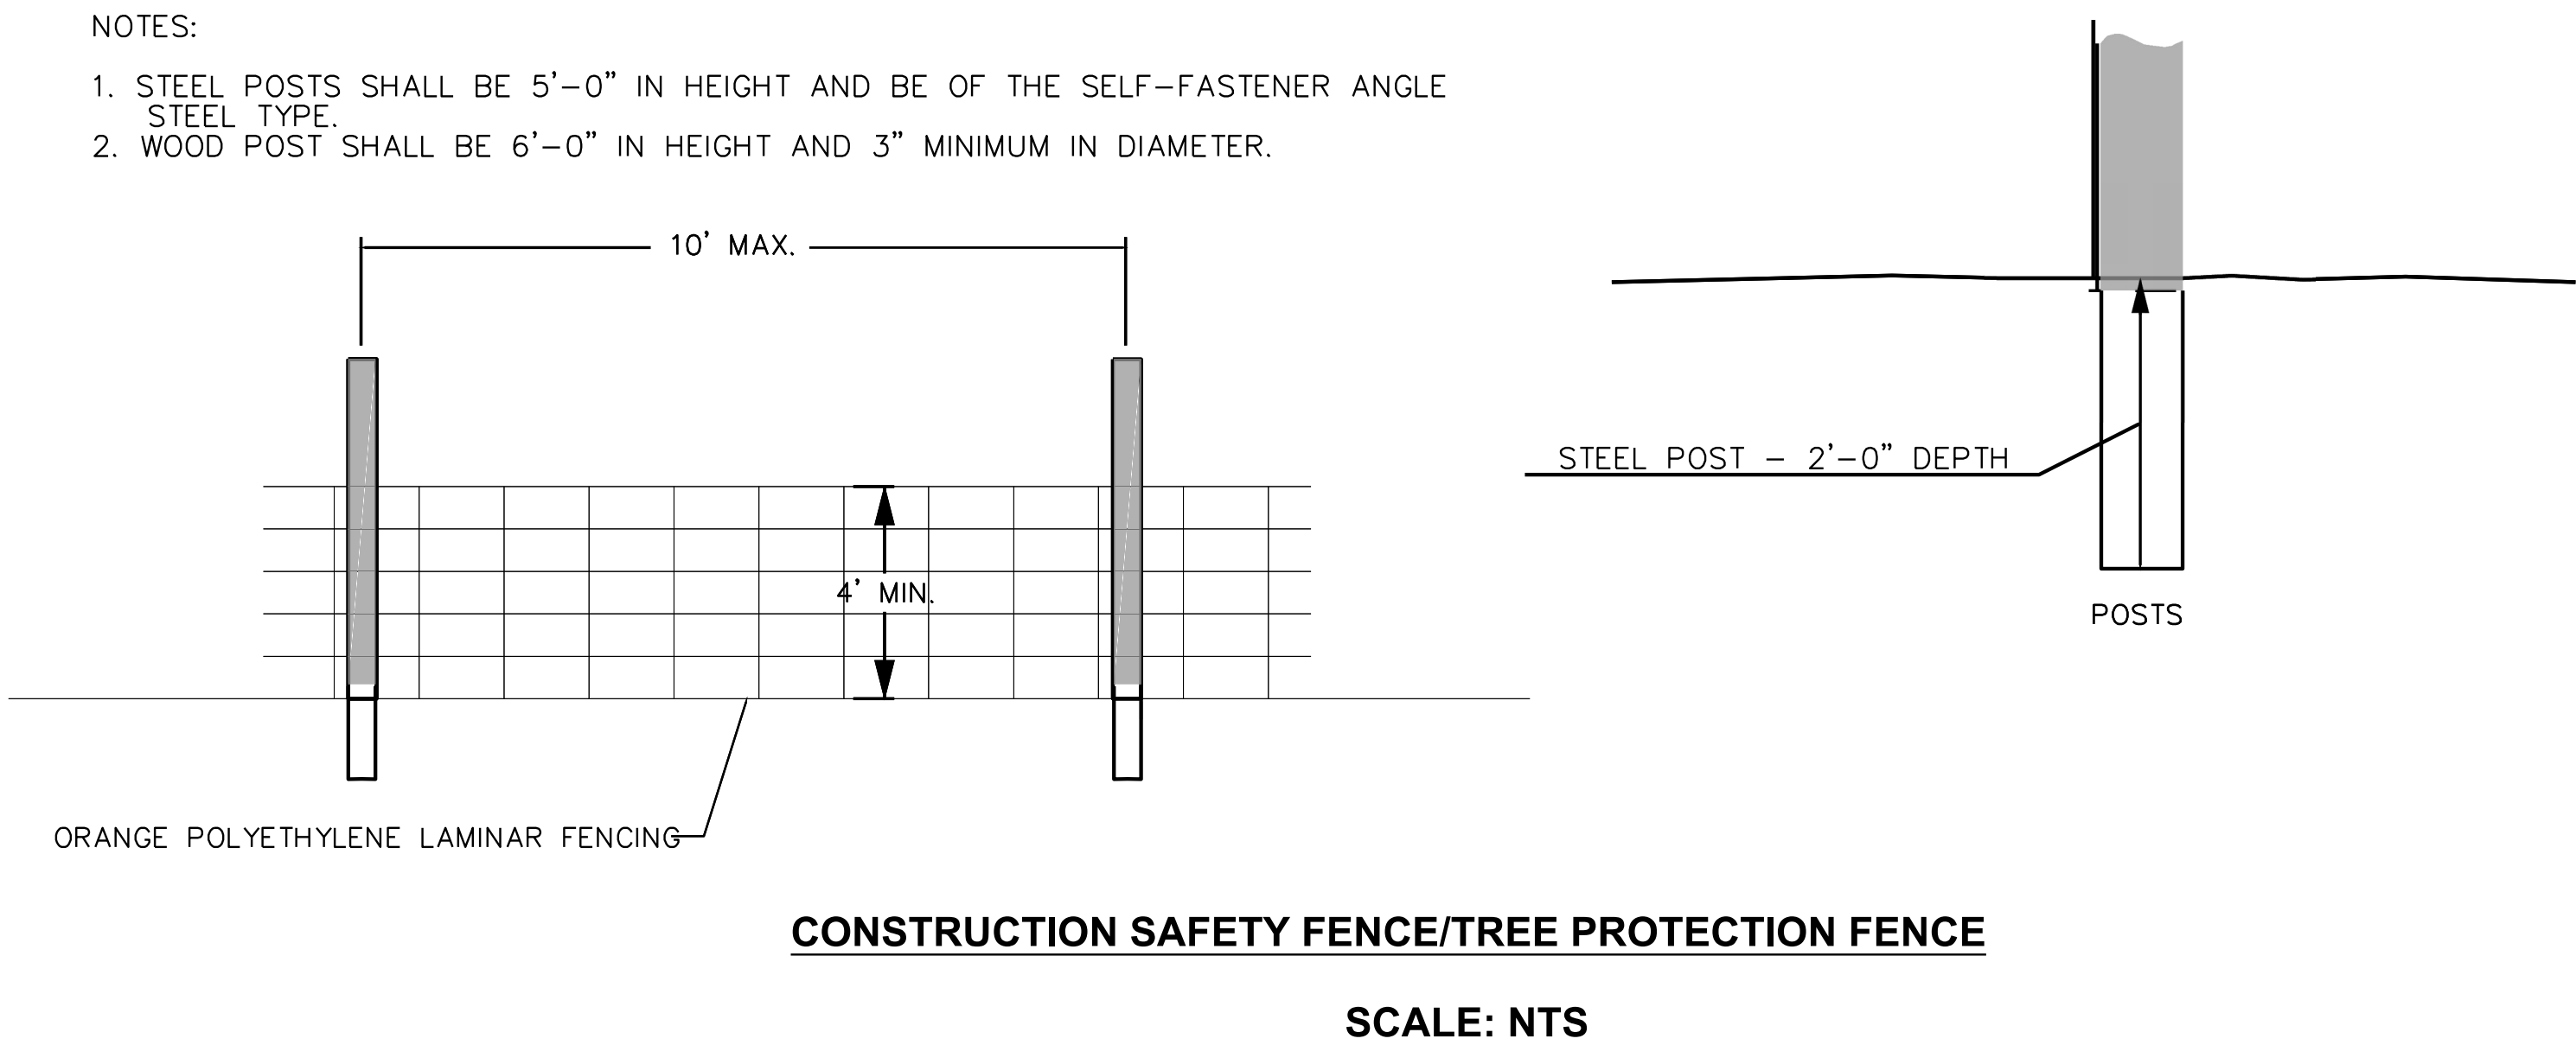 NOTES:
1. STEEL POSTS SHALL BE 5'-0" IN HEIGHT AND BE OF THE SELF-FASTENER ANGLE
STEEL TYPE.
2. WOOD POST SHALL BE 6'-0" IN HEIGHT AND 3" MINIMUM IN DIAMETER.
10' MAX.
4' MIN.
ORANGE POLYETHYLENE LAMINAR FENCING
STEEL POST - 2'-0" DEPTH
POSTS
CONSTRUCTION SAFETY FENCE/TREE PROTECTION FENCE
SCALE: NTS